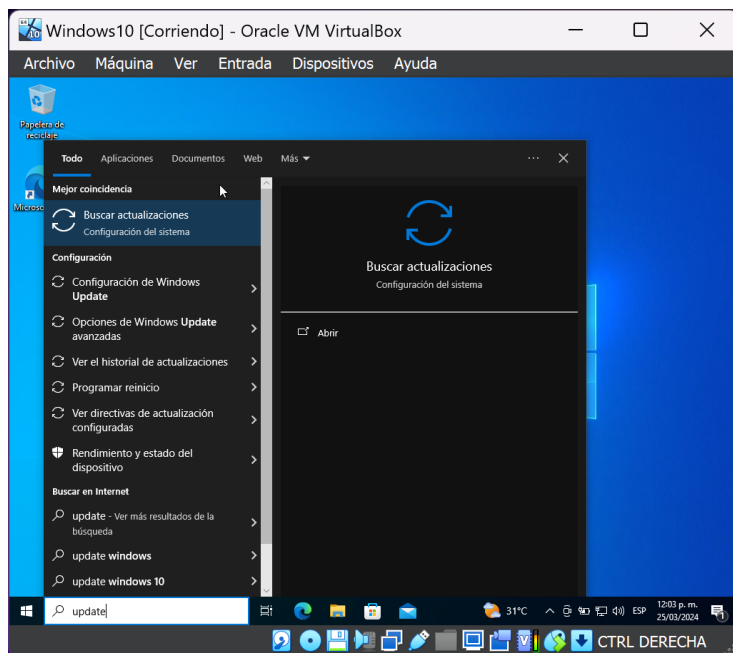 Windows10 [Corriendo] - Oracle VM VirtualBox
Archivo Máquina Ver Entrada Dispositivos Ayuda
Papelera de
reciclaje
Todo Aplicaciones Documentos Web Más
Mejor coincidencia
Buscar actualizaciones
Configuración del sistema
Configuración
Configuración de Windows
Update
Opciones de Windows Update
avanzadas
Ver el historial de actualizaciones
Programar reinicio
Ver directivas de actualización
configuradas
Rendimiento y estado del
dispositivo
Buscar en Internet
update - Ver más resultados de la
búsqueda
update windows
update windows 10
Buscar actualizaciones
Configuración del sistema
Abrir
update
31°C
ESP
12:03 p. m.
25/03/2024
1
CTRL DERECHA